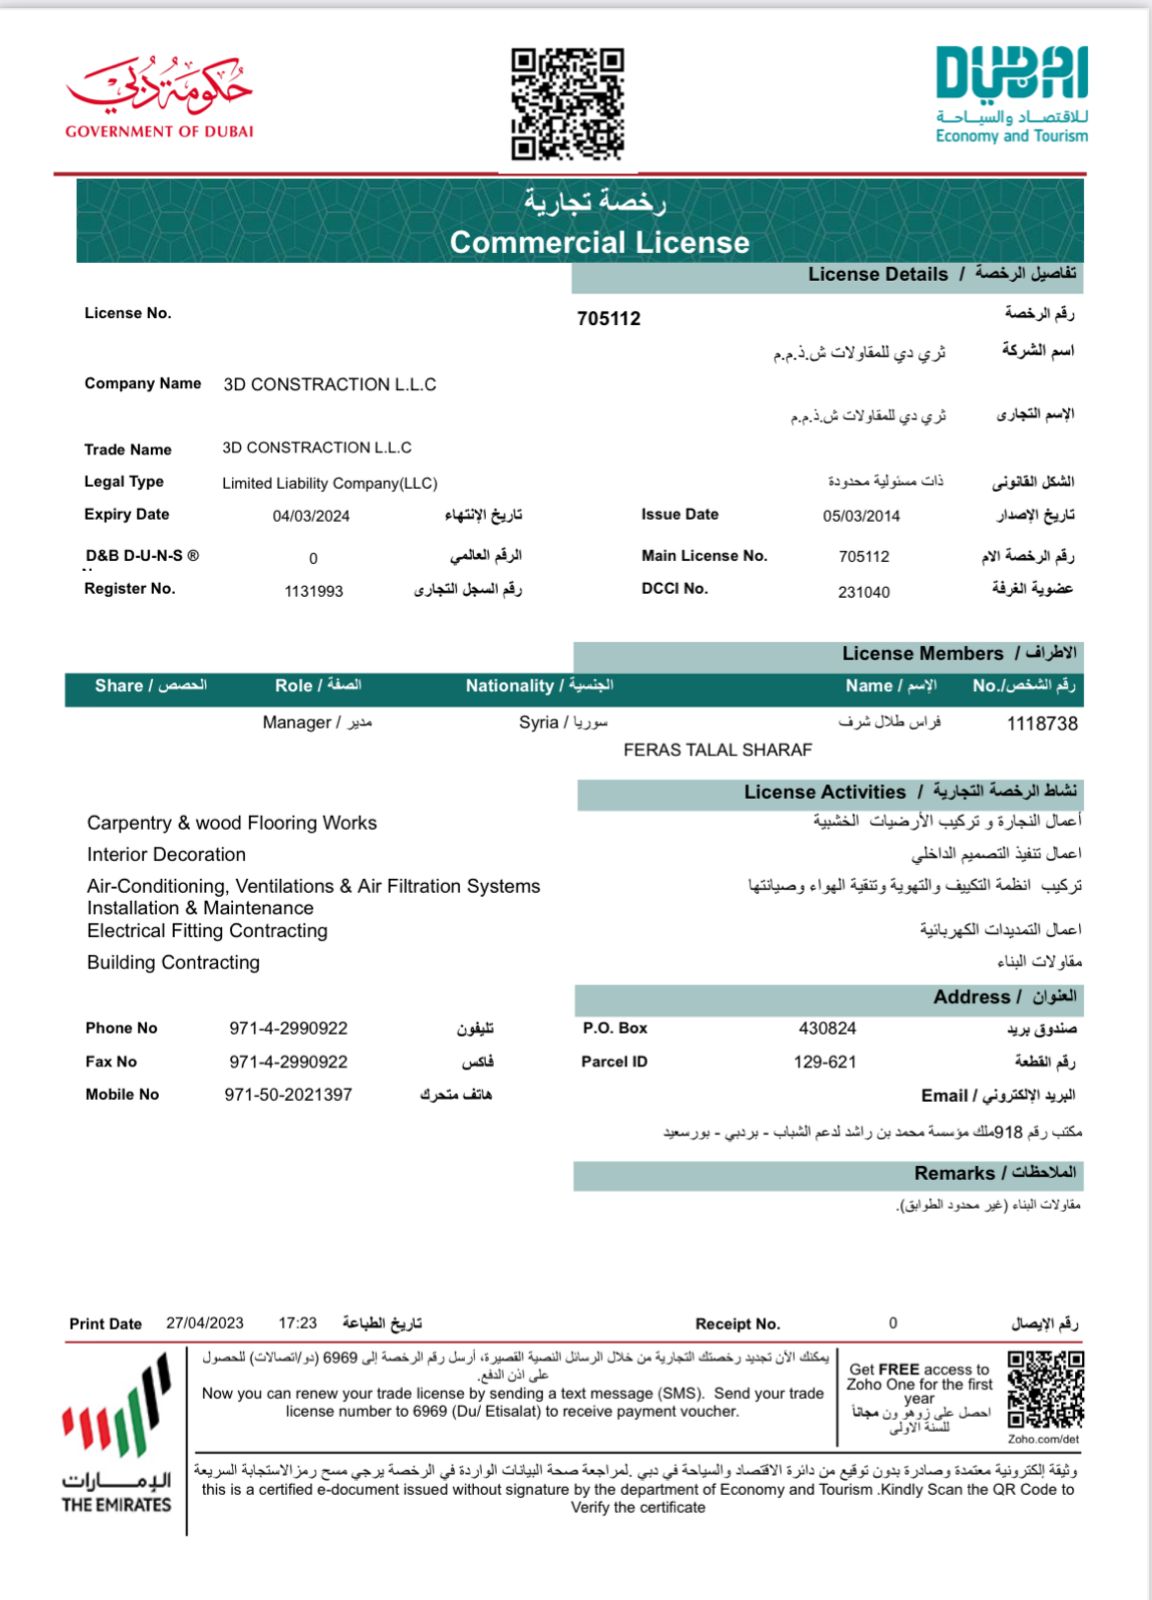 حكومة دبي
GOVERNMENT OF DUBAI
DUBAI
للاقتصاد والسياحة
Economy and Tourism
رخصة تجارية
Commercial License
License Details / تفاصيل الرخصة
License No. 705112 رقم الرخصة
ثري دي للمقاولات ش.ذ.م.م اسم الشركة
Company Name 3D CONSTRACTION L.L.C
ثري دي للمقاولات ش.ذ.م.م الإسم التجارى
Trade Name 3D CONSTRACTION L.L.C
Legal Type Limited Liability Company(LLC) ذات مسئولية محدودة الشكل القانونى
Expiry Date 04/03/2024 تاريخ الإنتهاء Issue Date 05/03/2014 تاريخ الإصدار
D&B D-U-N-S ® 0 الرقم العالمي Main License No. 705112 رقم الرخصة الام
Register No. 1131993 رقم السجل التجارى DCCI No. 231040 عضوية الغرفة
License Members / الاطراف
Share / الحصص Role / الصفة Nationality / الجنسية Name / الإسم No./رقم الشخص
Manager / مدير Syria / سوريا فراس طلال شرف 1118738
FERAS TALAL SHARAF
License Activities / نشاط الرخصة التجارية
Carpentry & wood Flooring Works أعمال النجارة و تركيب الأرضيات الخشبية
Interior Decoration اعمال تنفيذ التصميم الداخلي
Air-Conditioning, Ventilations & Air Filtration Systems تركيب انظمة التكييف والتهوية وتنقية الهواء وصيانتها
Installation & Maintenance
Electrical Fitting Contracting اعمال التمديدات الكهربائية
Building Contracting مقاولات البناء
Address / العنوان
Phone No 971-4-2990922 تليفون P.O. Box 430824 صندوق بريد
Fax No 971-4-2990922 فاكس Parcel ID 129-621 رقم القطعة
Mobile No 971-50-2021397 هاتف متحرك Email / البريد الإلكتروني
مكتب رقم 918ملك مؤسسة محمد بن راشد لدعم الشباب - بردبي - بورسعيد
Remarks / الملاحظات
مقاولات البناء (غير محدود الطوابق).
Print Date 27/04/2023 17:23 تاريخ الطباعة Receipt No. 0 رقم الإيصال
يمكنك الأن تجديد رخصتك التجارية من خلال الرسائل النصية القصيرة، أرسل رقم الرخصة إلى 6969 (دو/اتصالات) للحصول
على اذن الدفع.
Now you can renew your trade license by sending a text message (SMS). Send your trade
license number to 6969 (Du/ Etisalat) to receive payment voucher.
Get FREE access to
Zoho One for the first
year
احصل على زوهو ون مجاناً
للسنة الاولى
Zoho.com/det
الإمارات
THE EMIRATES
وثيقة إلكترونية معتمدة وصادرة بدون توقيع من دائرة الاقتصاد والسياحة في دبي .لمراجعة صحة البيانات الواردة في الرخصة يرجي مسح رمز الاستجابة السريعة
this is a certified e-document issued without signature by the department of Economy and Tourism .Kindly Scan the QR Code to
Verify the certificate